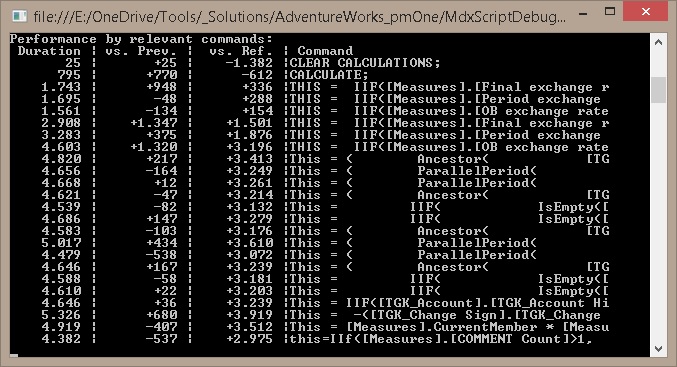 file:///E:/OneDrive/Tools/_Solutions/AdventureWorks_pmOne/MdxScriptDebug...
Performance by relevant commands:
Duration ¦ vs. Prev. ¦ vs. Ref. ¦ Command
25 ¦ +25 ¦ -1.382 ¦CLEAR CALCULATIONS;
795 ¦ +770 ¦ -612 ¦CALCULATE;
1.743 ¦ +948 ¦ +336 ¦THIS = IIF([Measures].[Final exchange r
1.695 ¦ -48 ¦ +288 ¦THIS = IIF([Measures].[Period exchange
1.561 ¦ -134 ¦ +154 ¦THIS = IIF([Measures].[OB exchange rate
2.908 ¦ +1.347 ¦ +1.501 ¦THIS = IIF([Measures].[Final exchange r
3.283 ¦ +375 ¦ +1.876 ¦THIS = IIF([Measures].[Period exchange
4.603 ¦ +1.320 ¦ +3.196 ¦THIS = IIF([Measures].[OB exchange rate
4.820 ¦ +217 ¦ +3.413 ¦This = ( Ancestor( [TG
4.656 ¦ -164 ¦ +3.249 ¦This = ( ParallelPeriod(
4.668 ¦ +12 ¦ +3.261 ¦This = ( ParallelPeriod(
4.621 ¦ -47 ¦ +3.214 ¦This = ( Ancestor( [TG
4.539 ¦ -82 ¦ +3.132 ¦This = IIF( IsEmpty([
4.686 ¦ +147 ¦ +3.279 ¦This = IIF( IsEmpty([
4.583 ¦ -103 ¦ +3.176 ¦This = ( Ancestor( [TG
5.017 ¦ +434 ¦ +3.610 ¦This = ( ParallelPeriod(
4.479 ¦ -538 ¦ +3.072 ¦This = ( ParallelPeriod(
4.646 ¦ +167 ¦ +3.239 ¦This = ( Ancestor( [TG
4.588 ¦ -58 ¦ +3.181 ¦This = IIF( IsEmpty([
4.610 ¦ +22 ¦ +3.203 ¦This = IIF( IsEmpty([
4.646 ¦ +36 ¦ +3.239 ¦This = IIF([TGK_Account].[TGK_Account Hi
5.326 ¦ +680 ¦ +3.919 ¦This = -([TGK_Change Sign].[TGK_Change
4.919 ¦ -407 ¦ +3.512 ¦This = [Measures].CurrentMember * [Measu
4.382 ¦ -537 ¦ +2.975 ¦this=IIf([Measures].[COMMENT Count]>1,